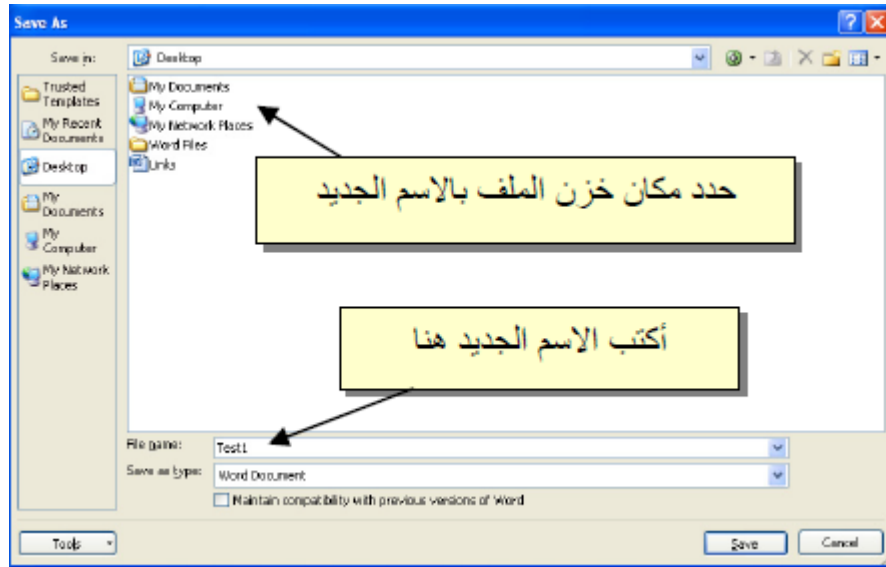 Save As
Save in:
Desktop
Trusted
Templates
My Recent
Documents
Desktop
My
Documents
My
Computer
My Network
Places
My Documents
My Computer
My Network Places
Word Files
Links
حدد مكان خزن الملف بالاسم الجديد
أكتب الاسم الجديد هنا
File name:
Test1
Save as type:
Word Document
Maintain compatibility with previous versions of Word
Tools
Save
Cancel